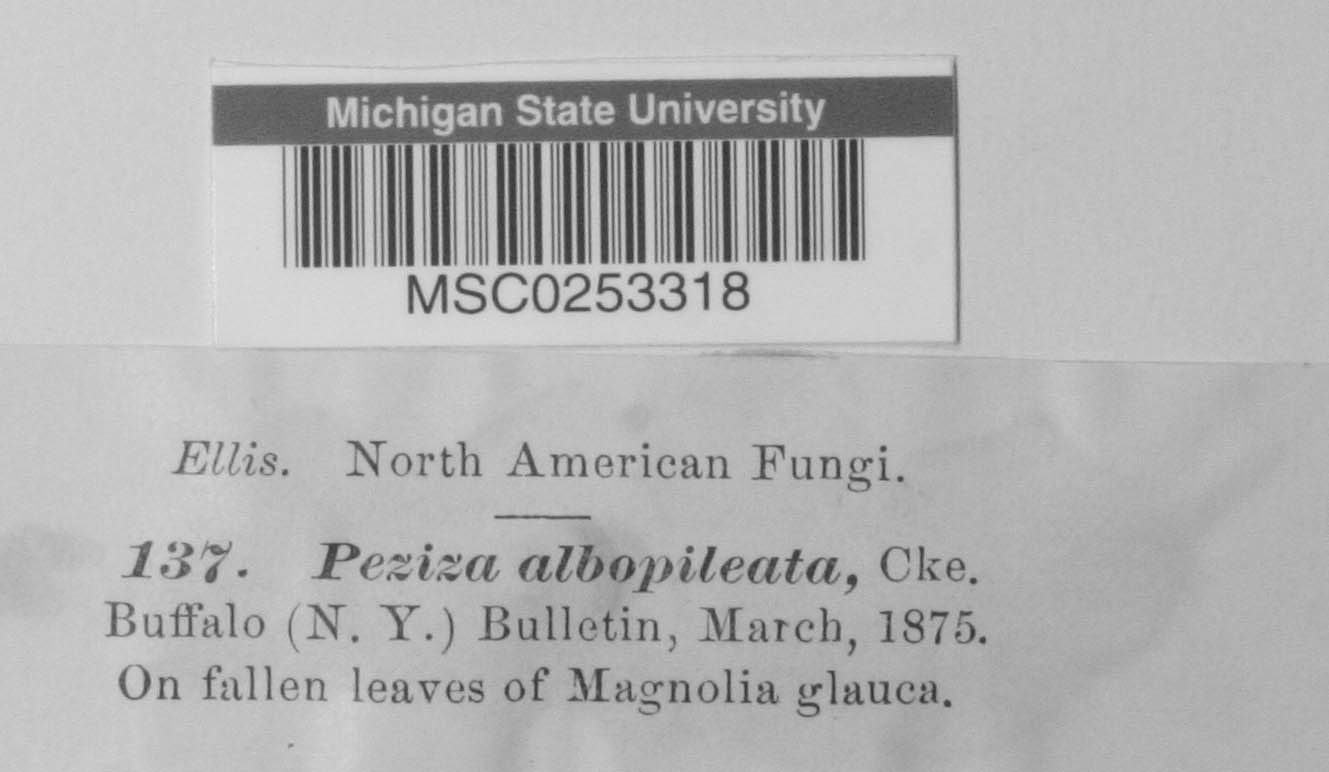 Michigan State University
MSC0253318
Ellis. North American Fungi.
137. Peziza albopileata, Cke.
Buffalo (N. Y.) Bulletin, March, 1875.
On fallen leaves of Magnolia glauca.